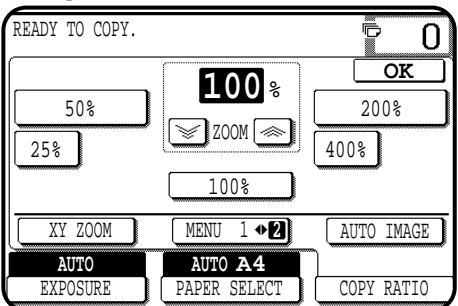 READY TO COPY.
0
OK
100 %
50%
200%
ZOOM
25%
400%
100%
XY ZOOM
MENU 1 2
AUTO IMAGE
AUTO
AUTO A4
EXPOSURE
PAPER SELECT
COPY RATIO